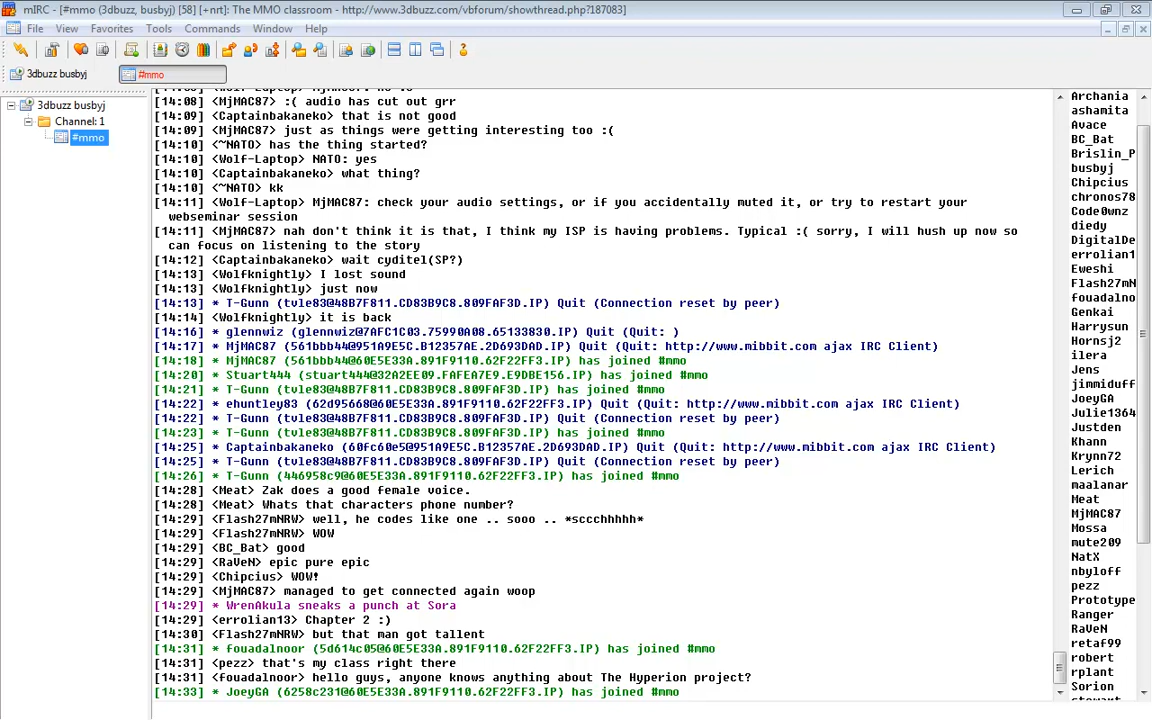 mIRC - [#mmo (3dbuzz, busbyj) [58] [+nrt]: The MMO classroom - http://www.3dbuzz.com/vbforum/showthread.php?187083]
File View Favorites Tools Commands Window Help
3dbuzz busbyj #mmo
3dbuzz busbyj
Channel: 1
#mmo
[14:08] <MjMAC87> :( audio has cut out grr
[14:09] <Captainbakaneko> that is not good
[14:09] <MjMAC87> just as things were getting interesting too :(
[14:10] <~NATO> has the thing started?
[14:10] <Wolf-Laptop> NATO: yes
[14:10] <Captainbakaneko> what thing?
[14:10] <~NATO> kk
[14:11] <Wolf-Laptop> MjMAC87: check your audio settings, or if you accidentally muted it, or try to restart your
webseminar session
[14:11] <MjMAC87> nah don't think it is that, I think my ISP is having problems. Typical :( sorry, I will hush up now so
can focus on listening to the story
[14:12] <Captainbakaneko> wait cyditel(SP?)
[14:13] <Wolfknightly> I lost sound
[14:13] <Wolfknightly> just now
[14:13] * T-Gunn (tvle83@48B7F811.CD83B9C8.809FAF3D.IP) Quit (Connection reset by peer)
[14:14] <Wolfknightly> it is back
[14:16] * glennwiz (glennwiz@7AFC1C03.75990A08.65133830.IP) Quit (Quit: )
[14:17] * MjMAC87 (561bbb44@951A9E5C.B12357AE.2D693DAD.IP) Quit (Quit: http://www.mibbit.com ajax IRC Client)
[14:18] * MjMAC87 (561bbb44@60E5E33A.891F9110.62F22FF3.IP) has joined #mmo
[14:20] * Stuart444 (stuart444@32A2EE09.FAFEA7E9.E9DBE156.IP) has joined #mmo
[14:21] * T-Gunn (tvle83@48B7F811.CD83B9C8.809FAF3D.IP) has joined #mmo
[14:22] * ehuntley83 (62d95668@60E5E33A.891F9110.62F22FF3.IP) Quit (Quit: http://www.mibbit.com ajax IRC Client)
[14:22] * T-Gunn (tvle83@48B7F811.CD83B9C8.809FAF3D.IP) Quit (Connection reset by peer)
[14:23] * T-Gunn (tvle83@48B7F811.CD83B9C8.809FAF3D.IP) has joined #mmo
[14:25] * Captainbakaneko (60fc60e5@951A9E5C.B12357AE.2D693DAD.IP) Quit (Quit: http://www.mibbit.com ajax IRC Client)
[14:25] * T-Gunn (tvle83@48B7F811.CD83B9C8.809FAF3D.IP) Quit (Connection reset by peer)
[14:26] * T-Gunn (446958c9@60E5E33A.891F9110.62F22FF3.IP) has joined #mmo
[14:28] <Meat> Zak does a good female voice.
[14:28] <Meat> Whats that characters phone number?
[14:29] <Flash27mNRW> well, he codes like one .. sooo .. *sccchhhhh*
[14:29] <Flash27mNRW> WOW
[14:29] <BC_Bat> good
[14:29] <RaVeN> epic pure epic
[14:29] <Chipcius> WOW!
[14:29] <MjMAC87> managed to get connected again woop
[14:29] * WrenAkula sneaks a punch at Sora
[14:29] <errolian13> Chapter 2 :)
[14:30] <Flash27mNRW> but that man got tallent
[14:31] * fouadalnoor (5d614c05@60E5E33A.891F9110.62F22FF3.IP) has joined #mmo
[14:31] <pezz> that's my class right there
[14:31] <fouadalnoor> hello guys, anyone knows anything about The Hyperion project?
[14:33] * JoeyGA (6258c231@60E5E33A.891F9110.62F22FF3.IP) has joined #mmo
Archania
ashamita
Avace
BC_Bat
Brislin_P
busbyj
Chipcius
chronos78
Code0wnz
diedy
DigitalDe
errolian1
Eweshi
Flash27mN
fouadalno
Genkai
Harrysun
Hornsj2
ilera
Jens
jimmiduff
JoeyGA
Julie1364
Justden
Khann
Krynn72
Lerich
maalanar
Meat
MjMAC87
Mossa
mute209
NatX
nbyloff
pezz
Prototype
Ranger
RaVeN
retaf99
robert
rplant
Sorion